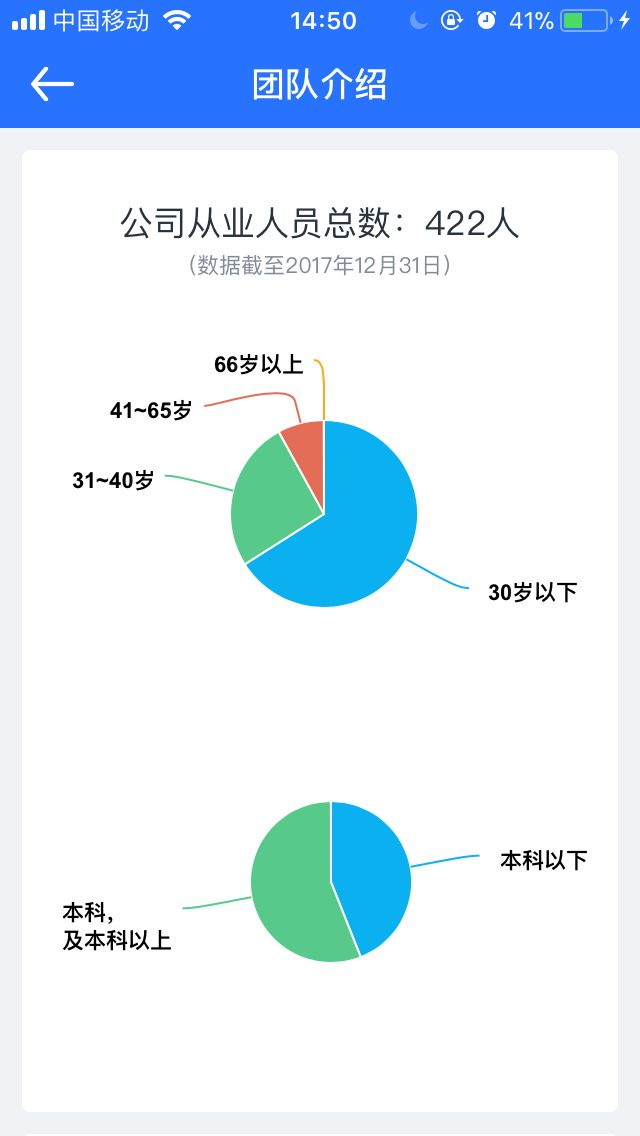 中国移动 14:50 41%
团队介绍
公司从业人员总数：422人
（数据截至2017年12月31日）
66岁以上
41~65岁
31~40岁
30岁以下
本科以下
本科，
及本科以上